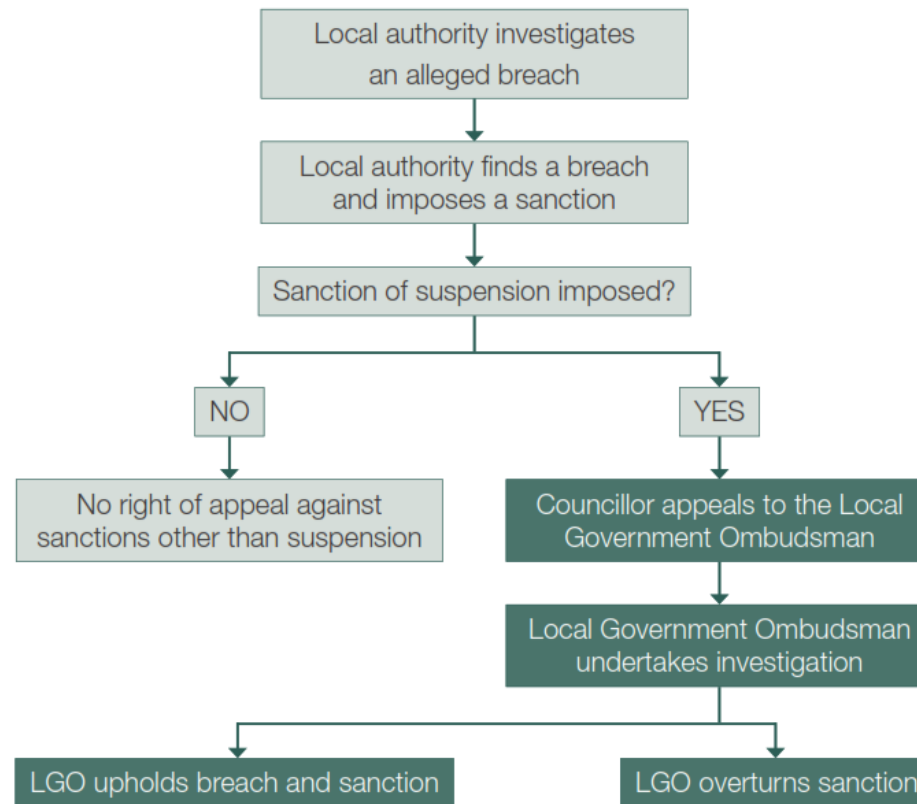 Local authority investigates
an alleged breach
Local authority finds a breach
and imposes a sanction
Sanction of suspension imposed?
NO
YES
No right of appeal against
sanctions other than suspension
Councillor appeals to the Local
Government Ombudsman
Local Government Ombudsman
undertakes investigation
LGO upholds breach and sanction
LGO overturns sanction